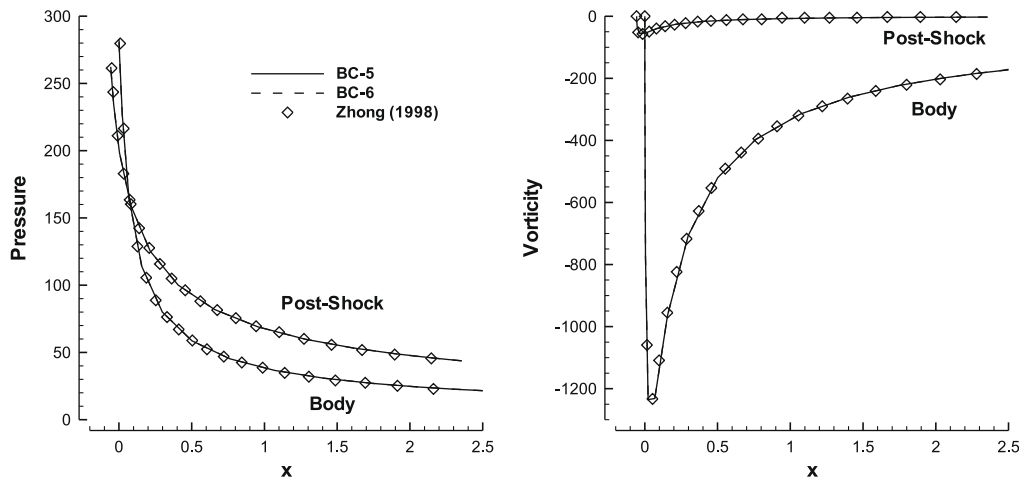 300
250
200
150
100
50
0
Pressure
BC-5
BC-6
Zhong (1998)
Post-Shock
Body
0 0.5 1 1.5 2 2.5
x
0
-200
-400
-600
-800
-1000
-1200
Vorticity
Post-Shock
Body
0 0.5 1 1.5 2 2.5
x